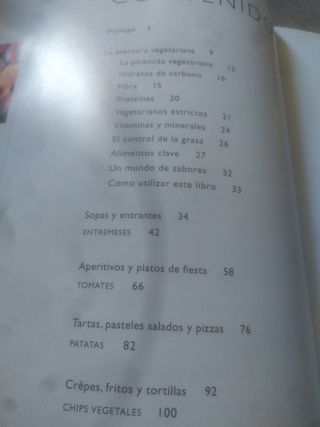 CONTENIDO
Prólogo 7
La aventura vegetariana 9
La pirámide vegetariana 12
Hidratos de carbono 16
Fibra 15
Proteínas 20
Vegetarianos estrictos 21
Vitaminas y minerales 24
El control de la grasa 26
Alimentos clave 27
Un mundo de sabores 32
Cómo utilizar este libro 33
Sopas y entrantes 34
ENTREMESES 42
Aperitivos y platos de fiesta 58
TOMATES 66
Tartas, pasteles salados y pizzas 76
PATATAS 82
Crêpes, fritos y tortillas 92
CHIPS VEGETALES 100